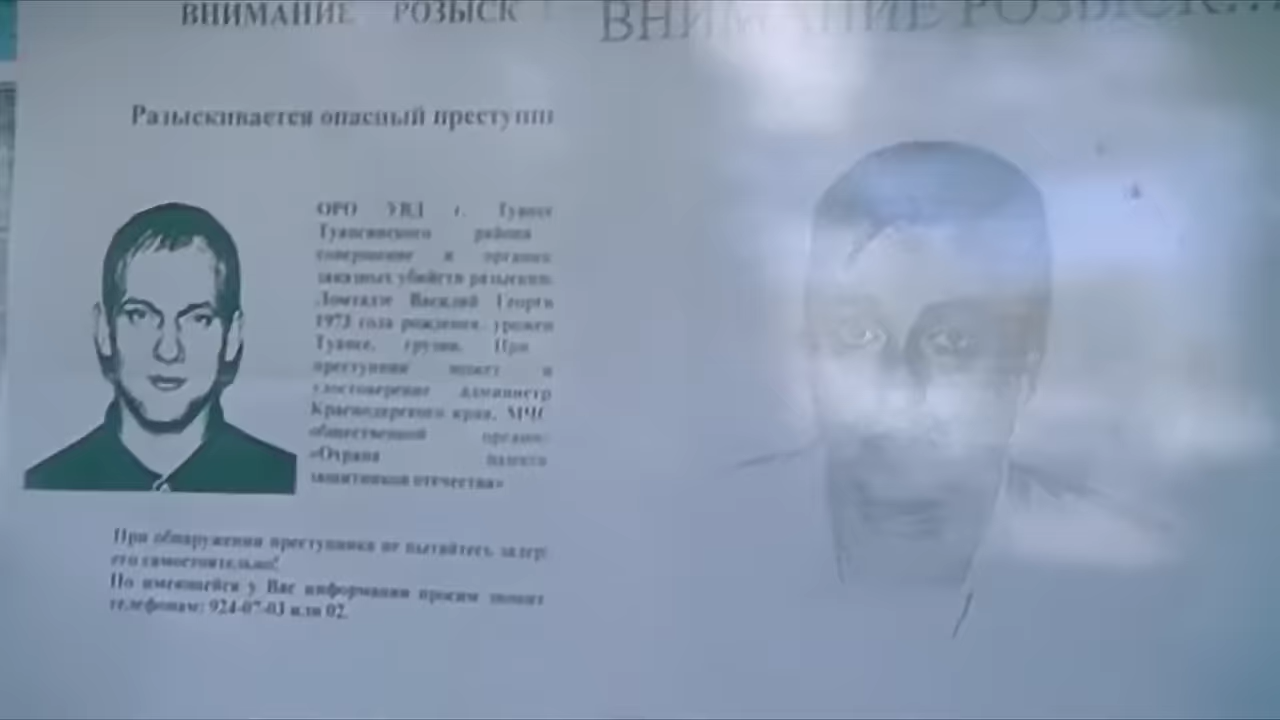 ВНИМАНИЕ РОЗЫСК
ВНИМАНИЕ РОЗЫСК...
Разыскивается опасный преступн
ОРО УВД г. Туапсе
Туапсинского района
совершение и организ
заказных убийств разыскив
Василий Георги
1973 года рождения, урожен
Туапсе, грузин. При
преступник может и
удостоверение администр
Краснодарского края, МЧС
общественной организ
«Охрана памяти
защитников отечества»
При обнаружении преступника не пытайтесь задер
его самостоятельно!
По имеющейся у Вас информации просим звонит
телефонам: 924-07-03 или 02.